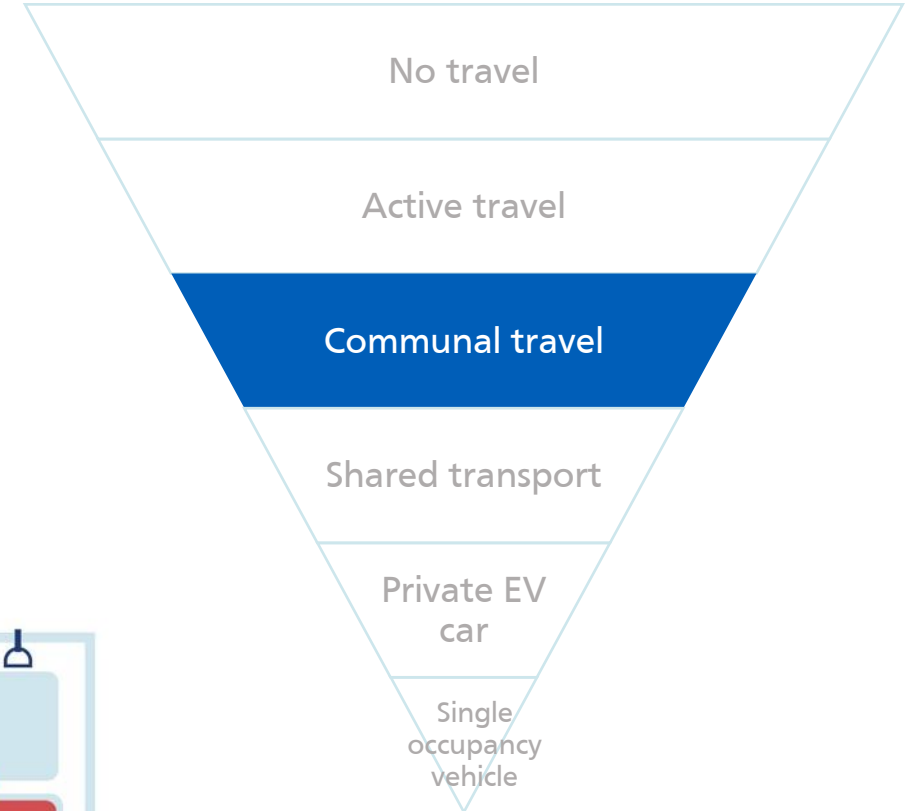 No travel
Active travel
Communal travel
Shared transport
Private EV
car
Single
occupancy
vehicle